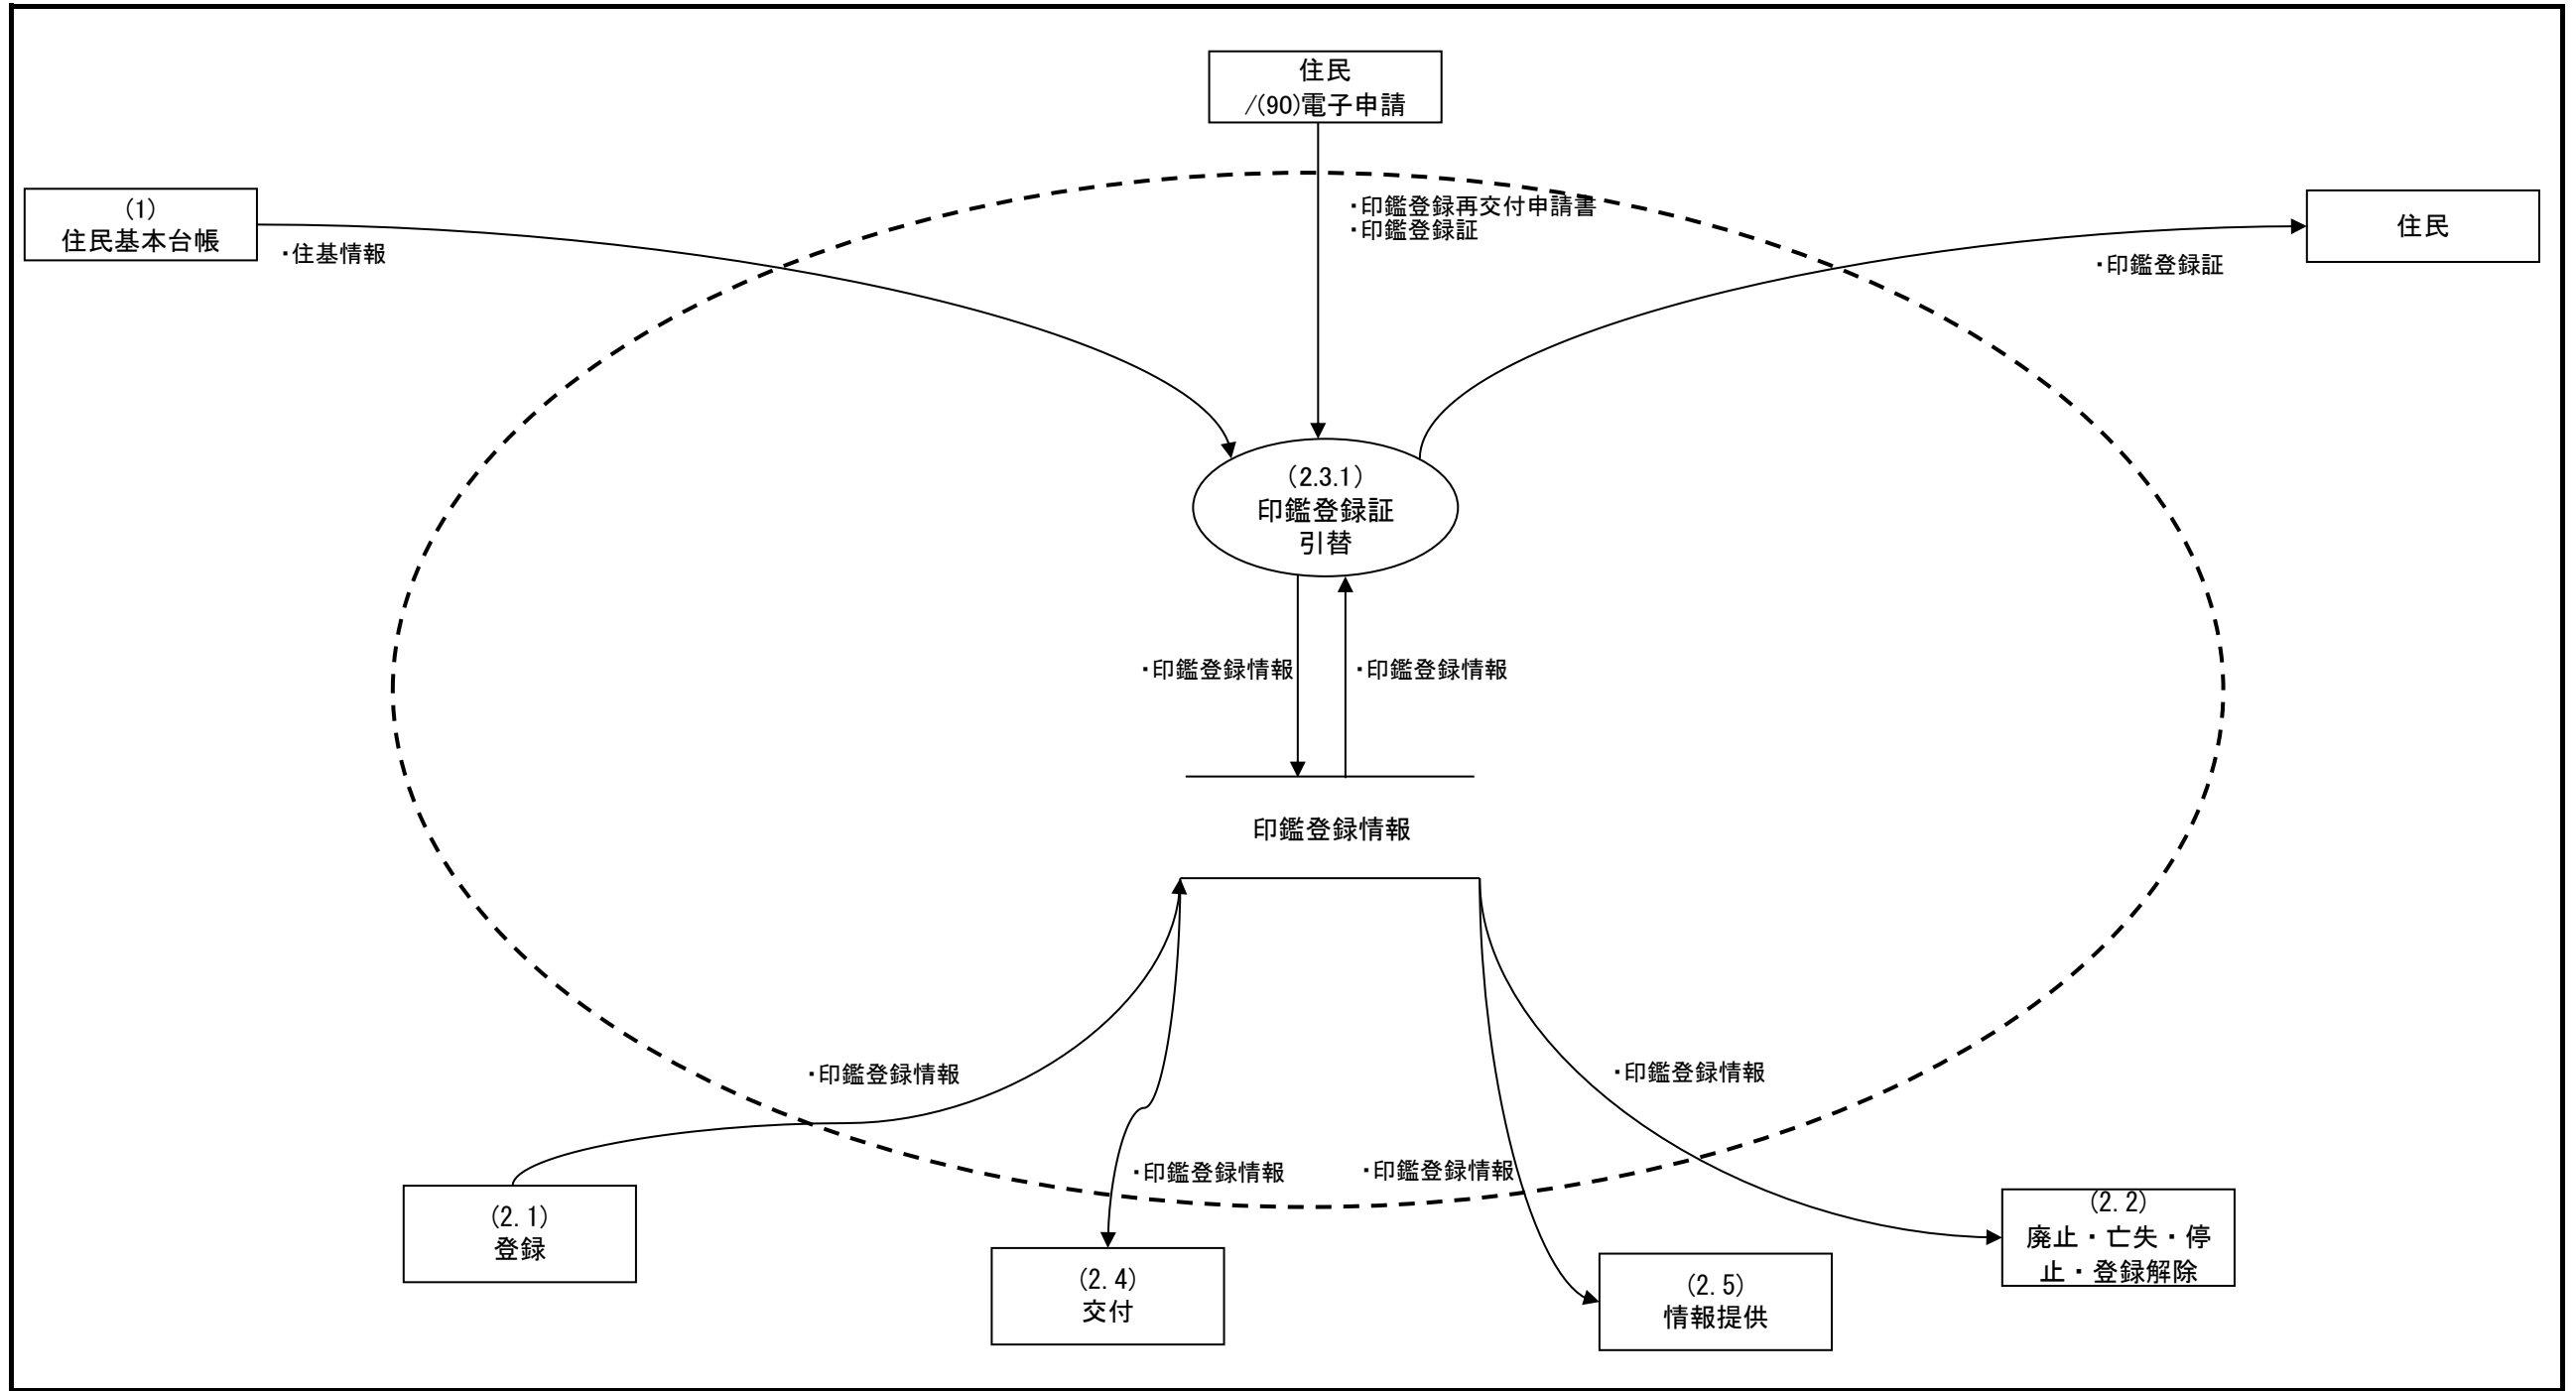 住民
/(90)電子申請
(1)
住民基本台帳
・住基情報
・印鑑登録再交付申請書
・印鑑登録証
住民
・印鑑登録証
(2.3.1)
印鑑登録証
引替
・印鑑登録情報
・印鑑登録情報
印鑑登録情報
・印鑑登録情報
・印鑑登録情報
・印鑑登録情報
・印鑑登録情報
(2.1)
登録
(2.4)
交付
(2.5)
情報提供
(2.2)
廃止・亡失・停
止・登録解除